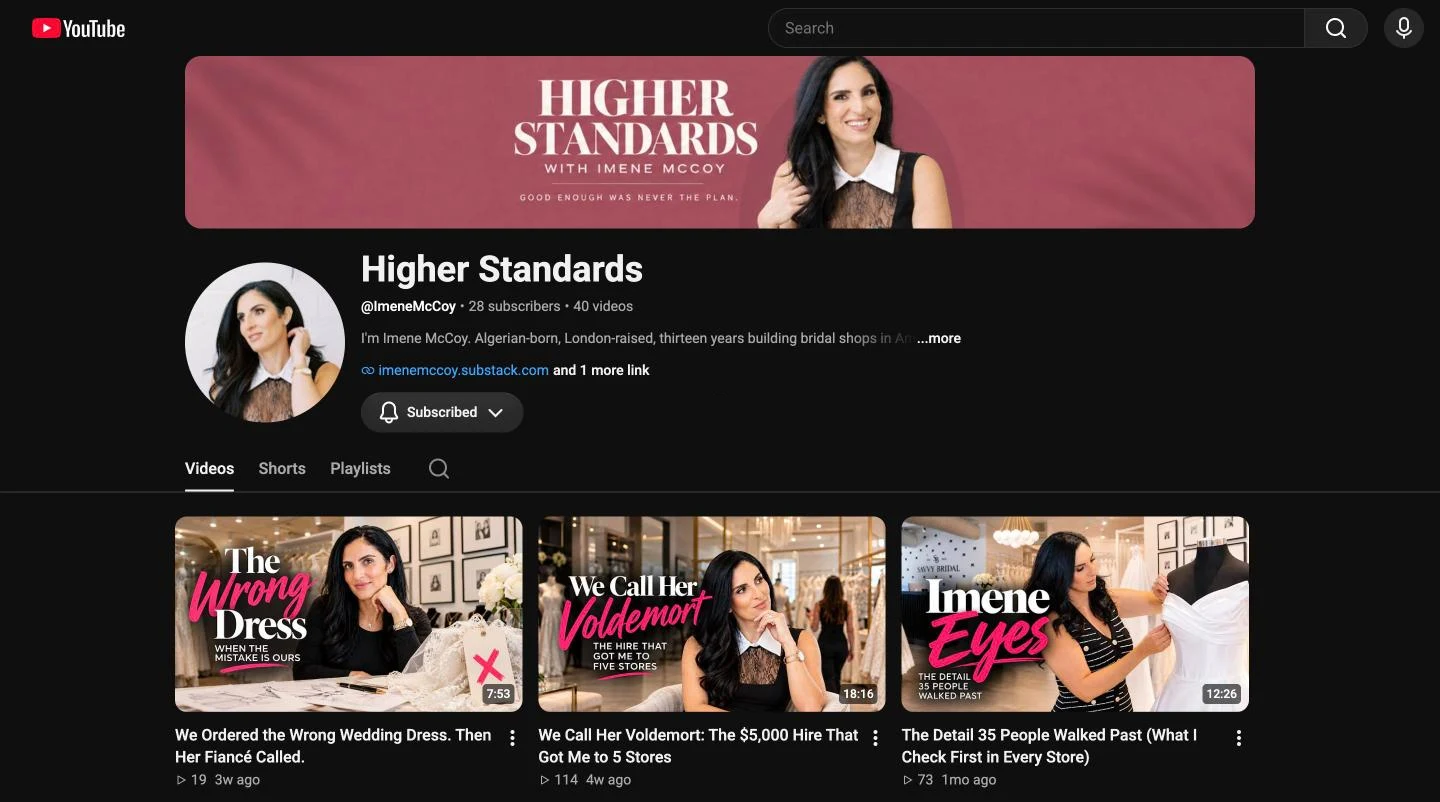 YouTube
Search
HIGHER
STANDARDS
WITH IMENE MCCOY
GOOD ENOUGH WAS NEVER THE PLAN.
Higher Standards
@ImeneMcCoy • 28 subscribers • 40 videos
I'm Imene McCoy. Algerian-born, London-raised, thirteen years building bridal shops in ...more
imenemccoy.substack.com and 1 more link
Subscribed
Videos Shorts Playlists
The
Wrong
Dress
WHEN THE
MISTAKE IS OURS
7:53
We Call Her
Voldemort
THE HIRE THAT
GOT ME TO
FIVE STORES
18:16
SAVVY BRIDAL
Imene
Eyes
THE DETAIL
35 PEOPLE
WALKED PAST
12:26
We Ordered the Wrong Wedding Dress. Then
Her Fiancé Called.
19 3w ago
We Call Her Voldemort: The $5,000 Hire That
Got Me to 5 Stores
114 4w ago
The Detail 35 People Walked Past (What I
Check First in Every Store)
73 1mo ago